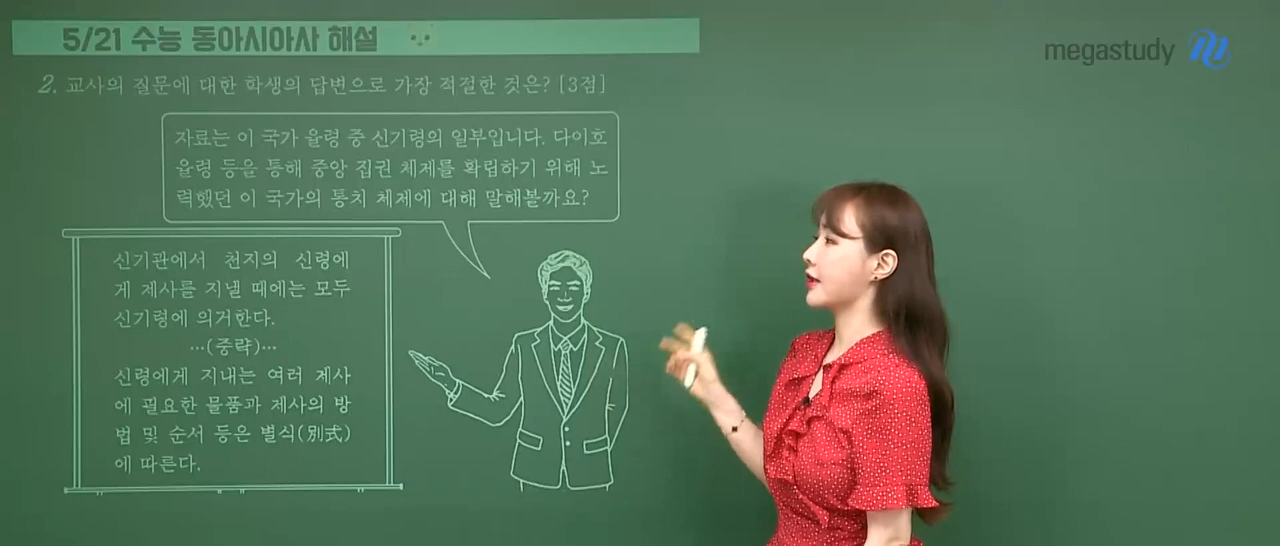 5/21 수능 동아시아사 해설
megastudy
2. 교사의 질문에 대한 학생의 답변으로 가장 적절한 것은? [3점]
자료는 이 국가 율령 중 신기령의 일부입니다. 다이호
율령 등을 통해 중앙 집권 체제를 확립하기 위해 노
력했던 이 국가의 통치 체제에 대해 말해볼까요?
신기관에서 천지의 신령에
게 제사를 지낼 때에는 모두
신기령에 의거한다.
…(중략)…
신령에게 지내는 여러 제사
에 필요한 물품과 제사의 방
법 및 순서 등은 별식(別式)
에 따른다.